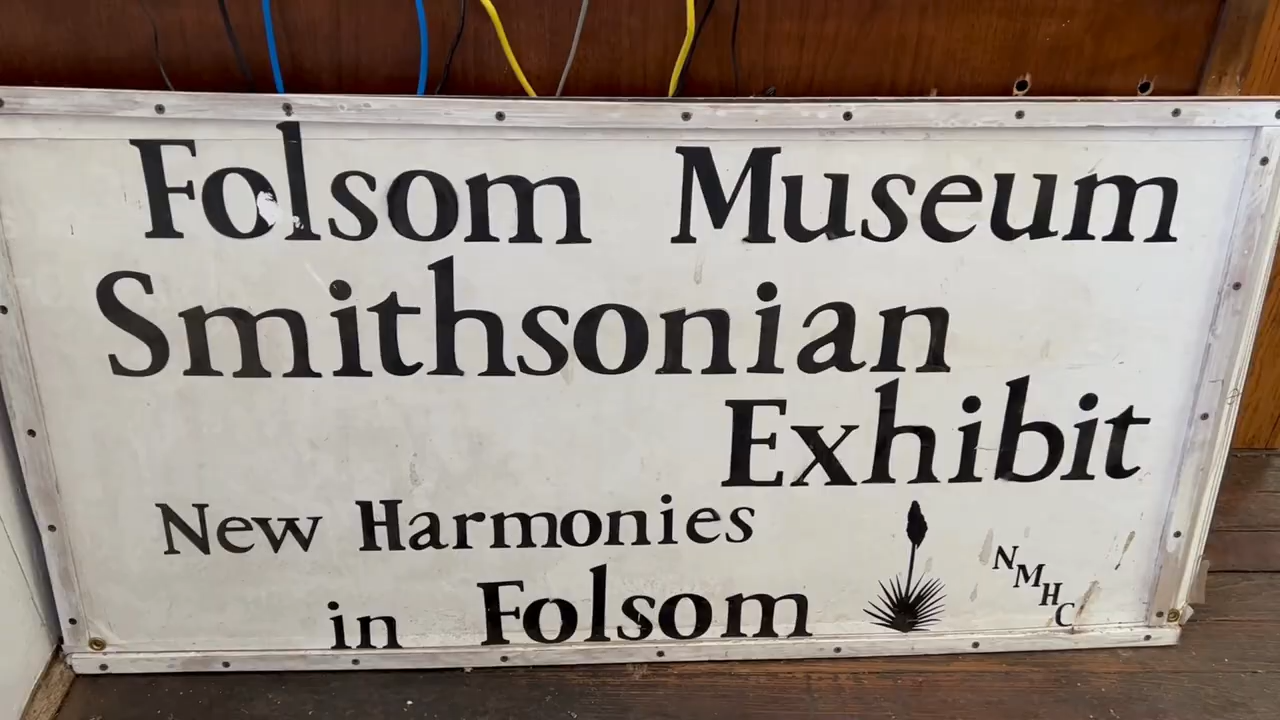 Folsom Museum
Smithsonian
Exhibit
New Harmonies
in Folsom
NMHC